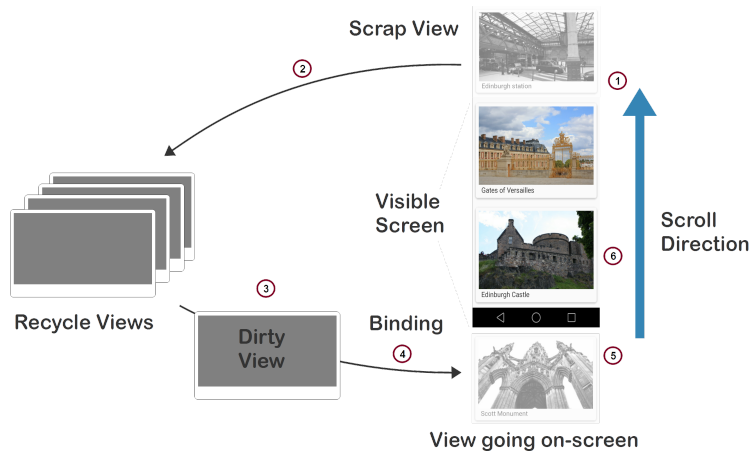 Scrap View
2
Edinburgh station
1
Gates of Versailles
Visible
Screen
Scroll
Direction
6
Edinburgh Castle
3
Recycle Views
Dirty
View
Binding
4
5
Scott Monument
View going on-screen